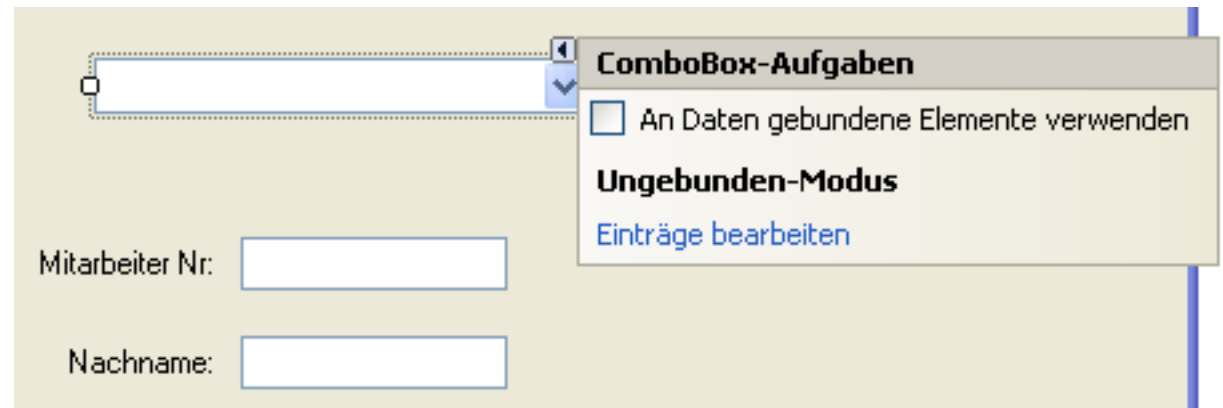 ComboBox-Aufgaben
An Daten gebundene Elemente verwenden
Ungebunden-Modus
Einträge bearbeiten
Mitarbeiter Nr:
Nachname: